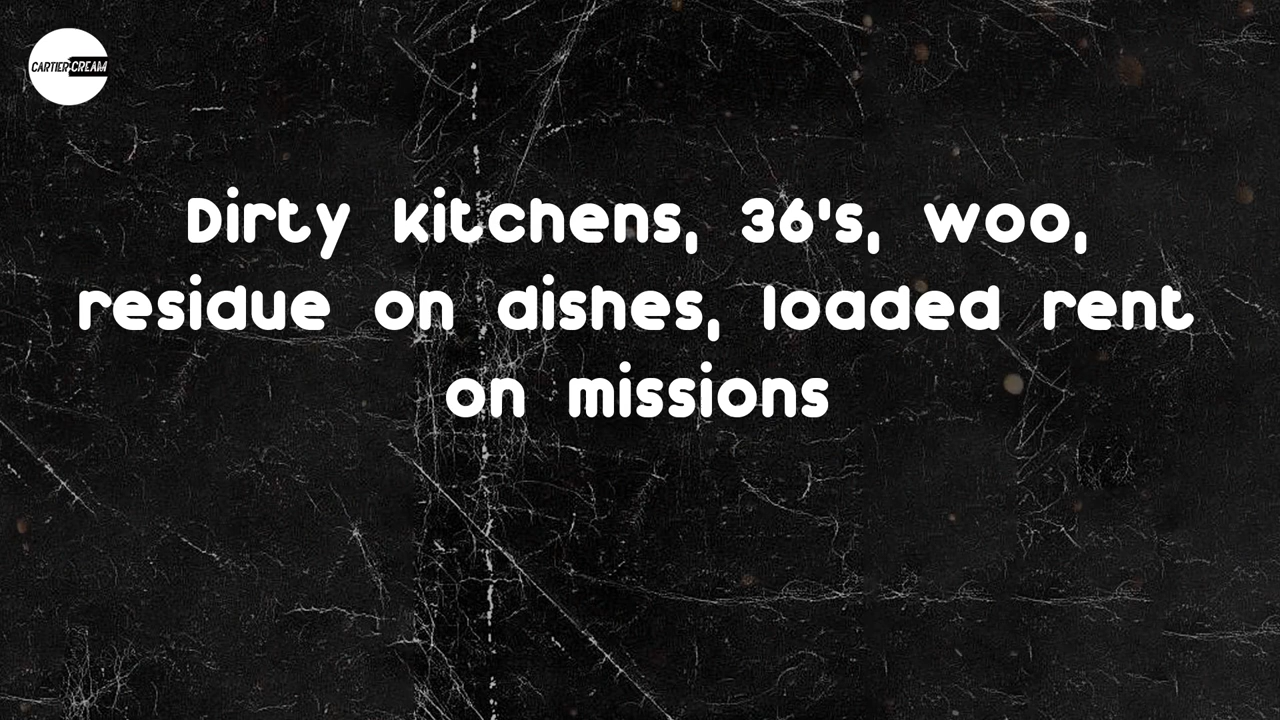 CARTIER-CREAM
Dirty kitchens, 36's, woo,
residue on dishes, loaded rent
on missions